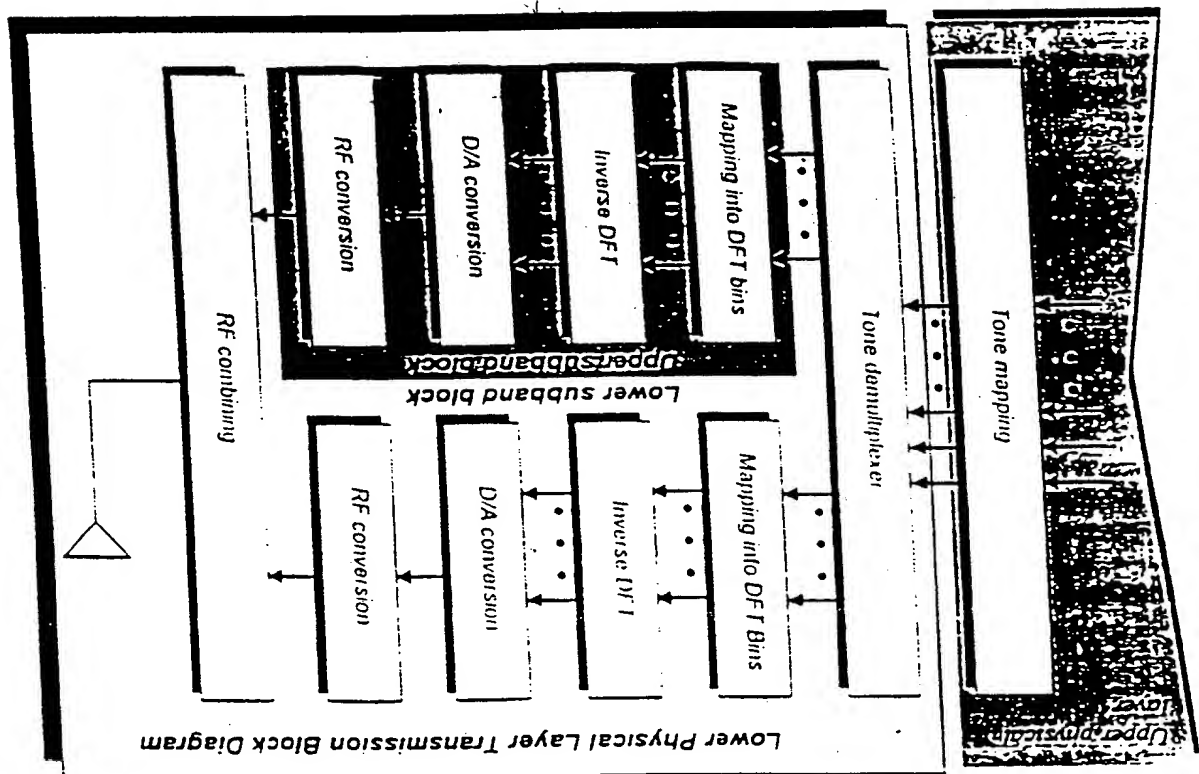 Upper physical
layer
Tone mapping
Lower Physical Layer Transmission Block Diagram
Tone demultiplexer
Lower subband block
Upper subband block
Mapping into DFT Bins
Inverse DFT
D/A conversion
RF conversion
Mapping into DFT bins
Inverse DFT
D/A conversion
RF conversion
RF combining